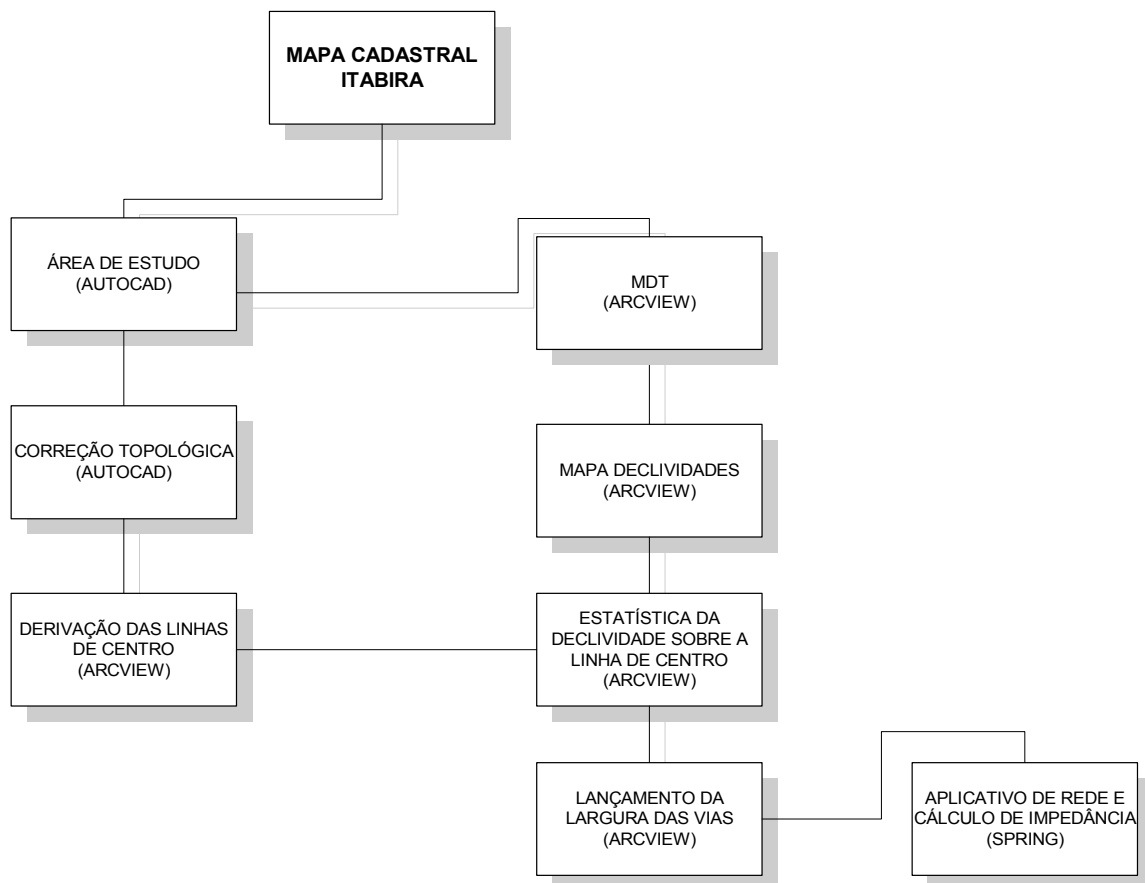 MAPA CADASTRAL
ITABIRA
ÁREA DE ESTUDO
(AUTOCAD)
MDT
(ARCVIEW)
CORREÇÃO TOPOLÓGICA
(AUTOCAD)
MAPA DECLIVIDADES
(ARCVIEW)
DERIVAÇÃO DAS LINHAS
DE CENTRO
(ARCVIEW)
ESTATÍSTICA DA
DECLIVIDADE SOBRE A
LINHA DE CENTRO
(ARCVIEW)
LANÇAMENTO DA
LARGURA DAS VIAS
(ARCVIEW)
APLICATIVO DE REDE E
CÁLCULO DE IMPEDÂNCIA
(SPRING)